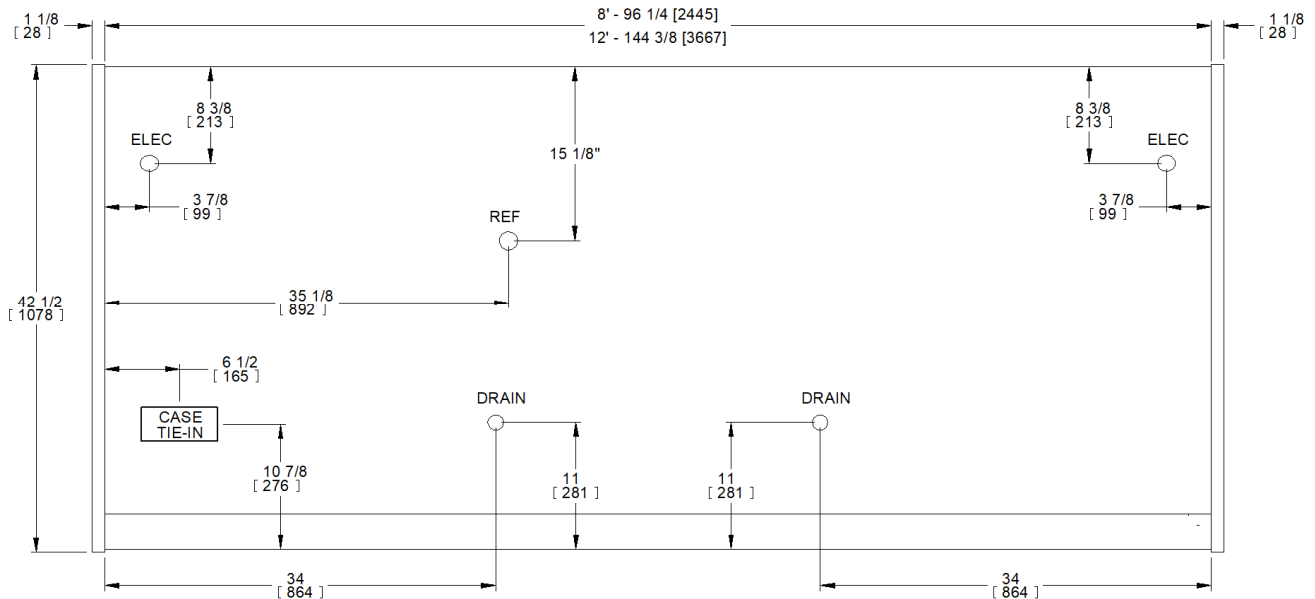 1 1/8
[ 28 ]
8' - 96 1/4 [2445]
12' - 144 3/8 [3667]
1 1/8
[ 28 ]
8 3/8
[ 213 ]
8 3/8
[ 213 ]
ELEC
15 1/8"
ELEC
3 7/8
[ 99 ]
REF
3 7/8
[ 99 ]
42 1/2
[ 1078 ]
35 1/8
[ 892 ]
6 1/2
[ 165 ]
CASE
TIE-IN
DRAIN
DRAIN
10 7/8
[ 276 ]
11
[ 281 ]
11
[ 281 ]
34
[ 864 ]
34
[ 864 ]